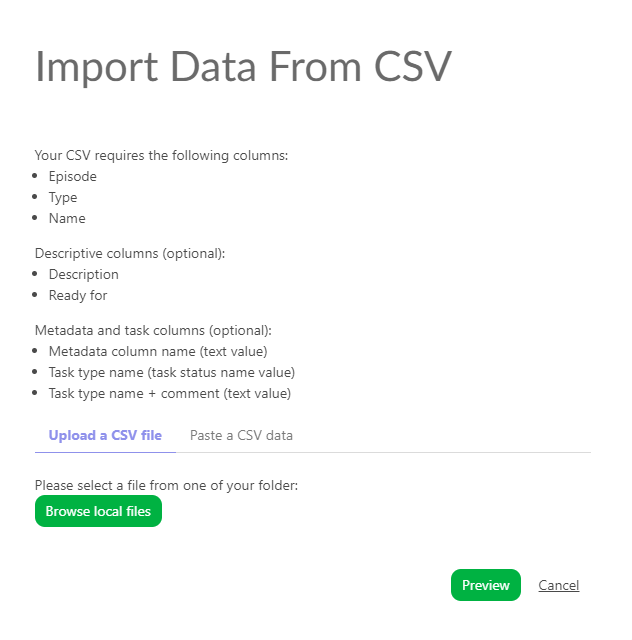 Import Data From CSV
Your CSV requires the following columns:
Episode
Type
Name
Descriptive columns (optional):
Description
Ready for
Metadata and task columns (optional):
Metadata column name (text value)
Task type name (task status name value)
Task type name + comment (text value)
Upload a CSV file Paste a CSV data
Please select a file from one of your folder:
Browse local files
Preview Cancel